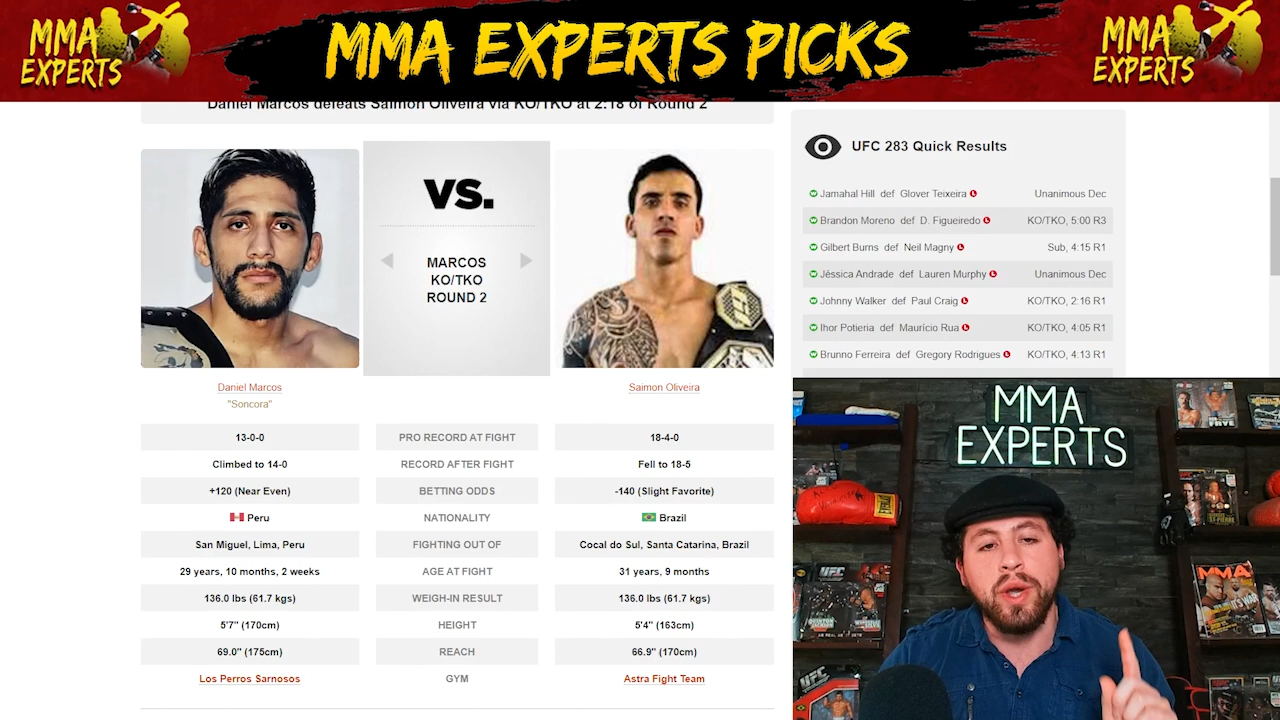 MMA EXPERTS
MMA EXPERTS PICKS
MMA EXPERTS
Daniel Marcos defeats Saimon Oliveira via KO/TKO at 2:18 of Round 2
VS.
MARCOS
KO/TKO
ROUND 2
Daniel Marcos
"Soncora"
Saimon Oliveira
13-0-0 PRO RECORD AT FIGHT 18-4-0
Climbed to 14-0 RECORD AFTER FIGHT Fell to 18-5
+120 (Near Even) BETTING ODDS -140 (Slight Favorite)
Peru NATIONALITY Brazil
San Miguel, Lima, Peru FIGHTING OUT OF Cocal do Sul, Santa Catarina, Brazil
29 years, 10 months, 2 weeks AGE AT FIGHT 31 years, 9 months
136.0 lbs (61.7 kgs) WEIGH-IN RESULT 136.0 lbs (61.7 kgs)
5'7" (170cm) HEIGHT 5'4" (163cm)
69.0" (175cm) REACH 66.9" (170cm)
Los Perros Sarnosos GYM Astra Fight Team
UFC 283 Quick Results
W Jamahal Hill def Glover Teixeira L Unanimous Dec
W Brandon Moreno def D. Figueiredo L KO/TKO, 5:00 R3
W Gilbert Burns def Neil Magny L Sub, 4:15 R1
W Jéssica Andrade def Lauren Murphy L Unanimous Dec
W Johnny Walker def Paul Craig L KO/TKO, 2:16 R1
W Ihor Potieria def Maurício Rua L KO/TKO, 4:05 R1
W Brunno Ferreira def Gregory Rodrigues L KO/TKO, 4:13 R1
MMA
EXPERTS
FRYE
UFC
UFC
MMA
UFC